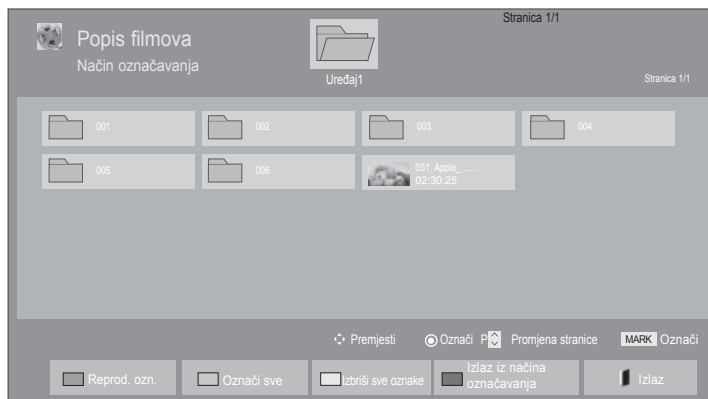 Stranica 1/1
Popis filmova
Način označavanja
Uređaj1
Stranica 1/1
001
002
003
004
005
006
051. Apple_ ......
02:30:25
Premjesti
Označi
P
Promjena stranice
MARK Označi
Reprod. ozn.
Označi sve
Izbriši sve oznake
Izlaz iz načina
označavanja
Izlaz